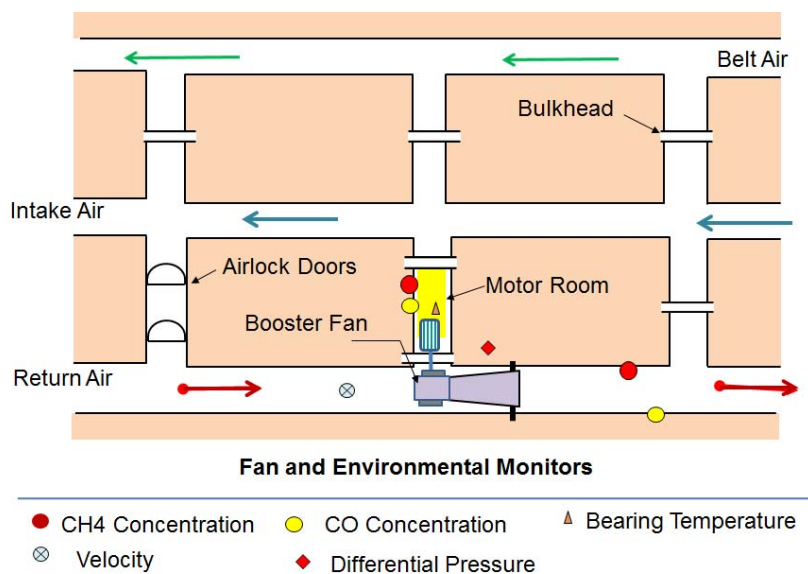 Belt Air
Bulkhead
Intake Air
Airlock Doors
Motor Room
Booster Fan
Return Air
Fan and Environmental Monitors
CH4 Concentration
CO Concentration
Bearing Temperature
Velocity
Differential Pressure